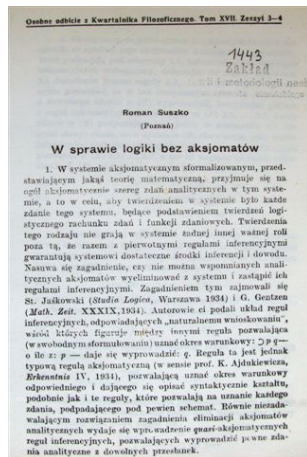 Osobne odbicie z Kwartalnika Filozoficznego. Tom XVII. Zeszyt 3—4
1443
Zakład
Roman Suszko
(Poznań)
W sprawie logiki bez aksjomatów
1. W systemie aksjomatycznym sformalizowanym, przed-
stawiającym jakąś teorię matematyczną, przyjmuje się na
ogół aksjomatycznie szereg zdań analitycznych w tym syste-
mie, a to w celu, aby twierdzeniem w systemie było każde
zdanie tego systemu, będące podstawieniem twierdzeń logi-
stycznego rachunku zdań i funkcji zdaniowych. Twierdzenia
tego rodzaju nie grają w systemie żadnej innej ważnej roli
poza tą, że razem z pierwotnymi regułami inferencyjnymi
gwarantują systemowi dostateczne środki inferencji i dowodu.
Nasuwa się zagadnienie, czy nie można wspomnianych anali-
tycznych aksjomatów wyeliminować z systemu i zastąpić ich
regułami inferencyjnymi. Zagadnieniem tym zajmowali się
St. Jaśkowski (Studia Logica, Warszawa 1934) i G. Gentzen
(Math. Zeit. XXXIX, 1934). Autorowie ci podali układ reguł
inferencyjnych, odpowiadających „naturalnemu wnioskowaniu",
wśród których figuruje między innymi reguła pozwalająca
(w swobodnym sformułowaniu) uznać okres warunkowy: ⊃ p q —
o ile z: p — daje się wyprowadzić: q. Reguła ta jest jednak
typową regułą aksjomatyczną (w sensie prof. K. Ajdukiewicza,
Erkenntnis IV, 1934), pozwalającą uznać okres warunkowy
odpowiedniego i dającego się opisać syntaktycznie kształtu,
podobnie jak i te reguły, które pozwalają na uznanie każdego
zdania, podpadającego pod pewien schemat. Równie niezada-
walającym rozwiązaniem zagadnienia eliminacji aksjomatów
analitycznych wydaje się wprowadzenie quasi-aksjomatycznych
reguł inferencyjnych, pozwalających wyprowadzić pewne zda-
nia analityczne z dowolnych przesłanek.